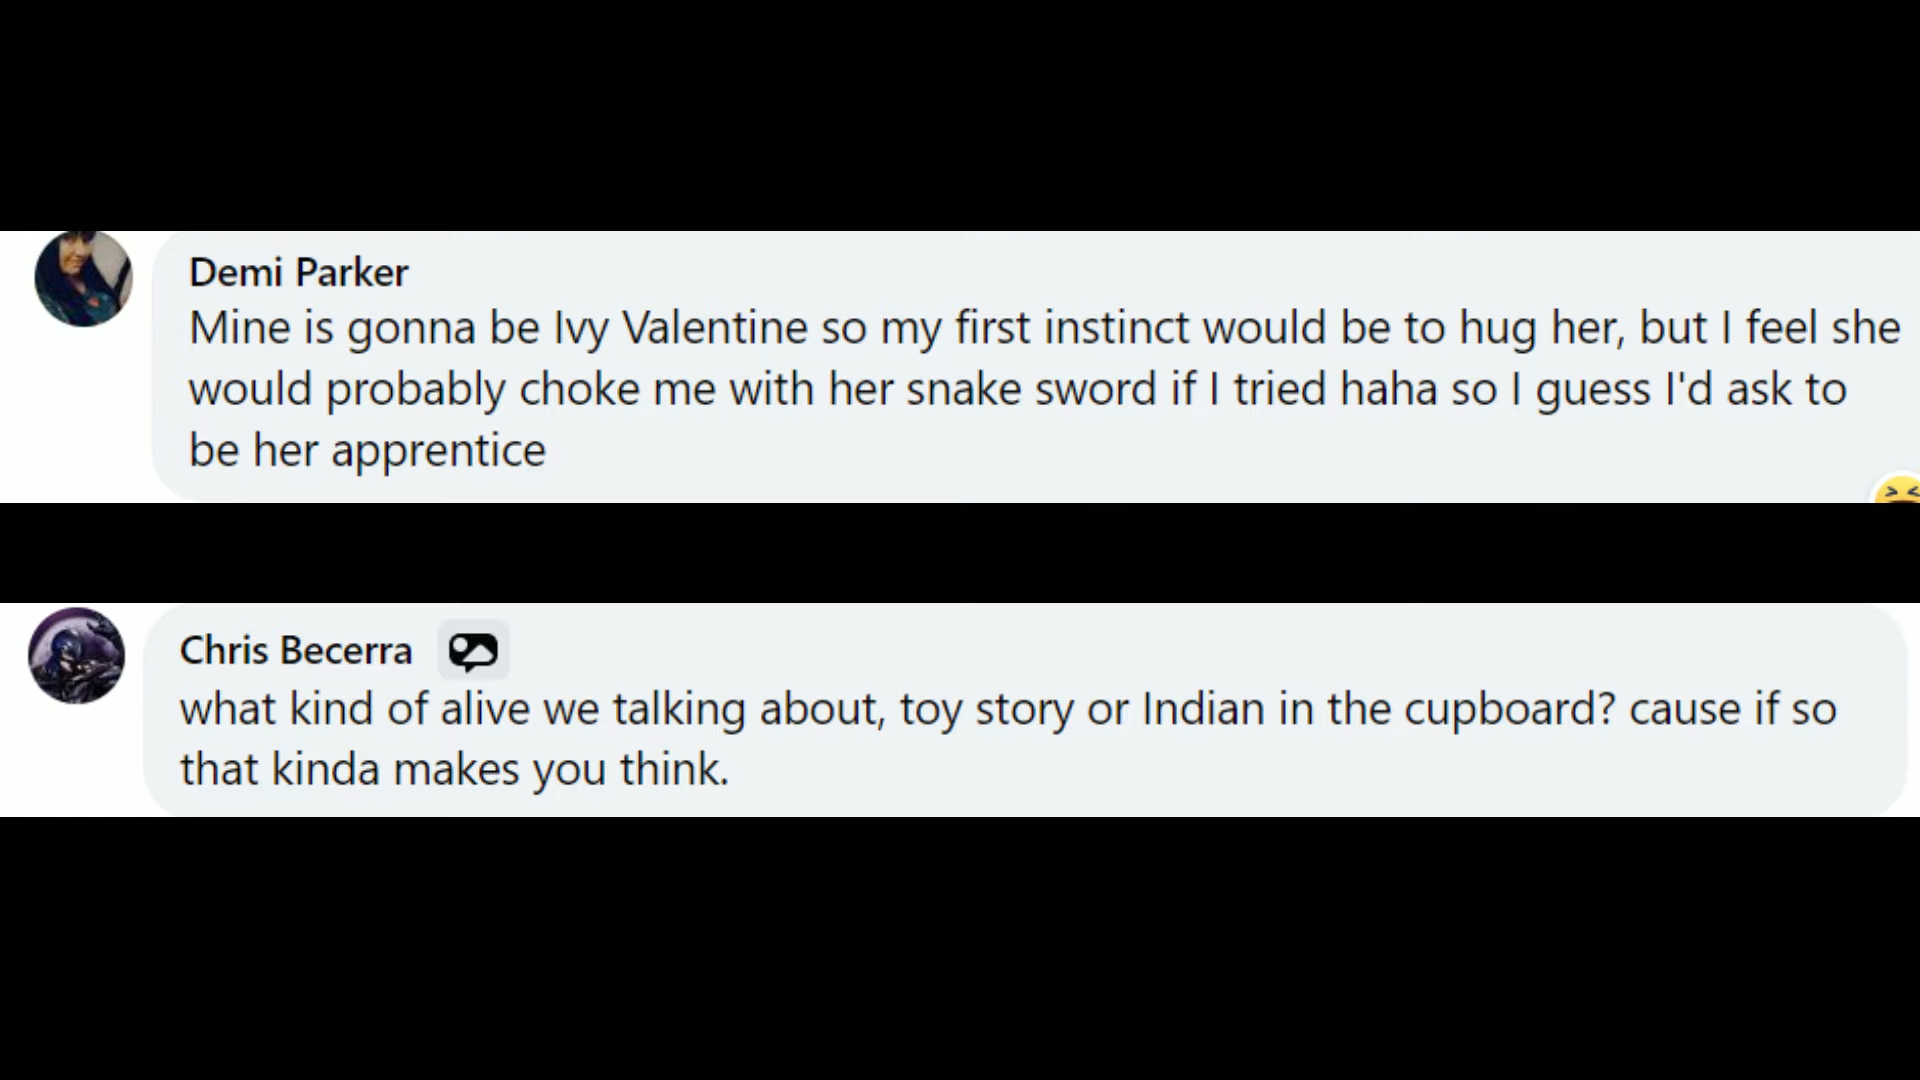 Demi Parker
Mine is gonna be Ivy Valentine so my first instinct would be to hug her, but I feel she
would probably choke me with her snake sword if I tried haha so I guess I'd ask to
be her apprentice
Chris Becerra
what kind of alive we talking about, toy story or Indian in the cupboard? cause if so
that kinda makes you think.